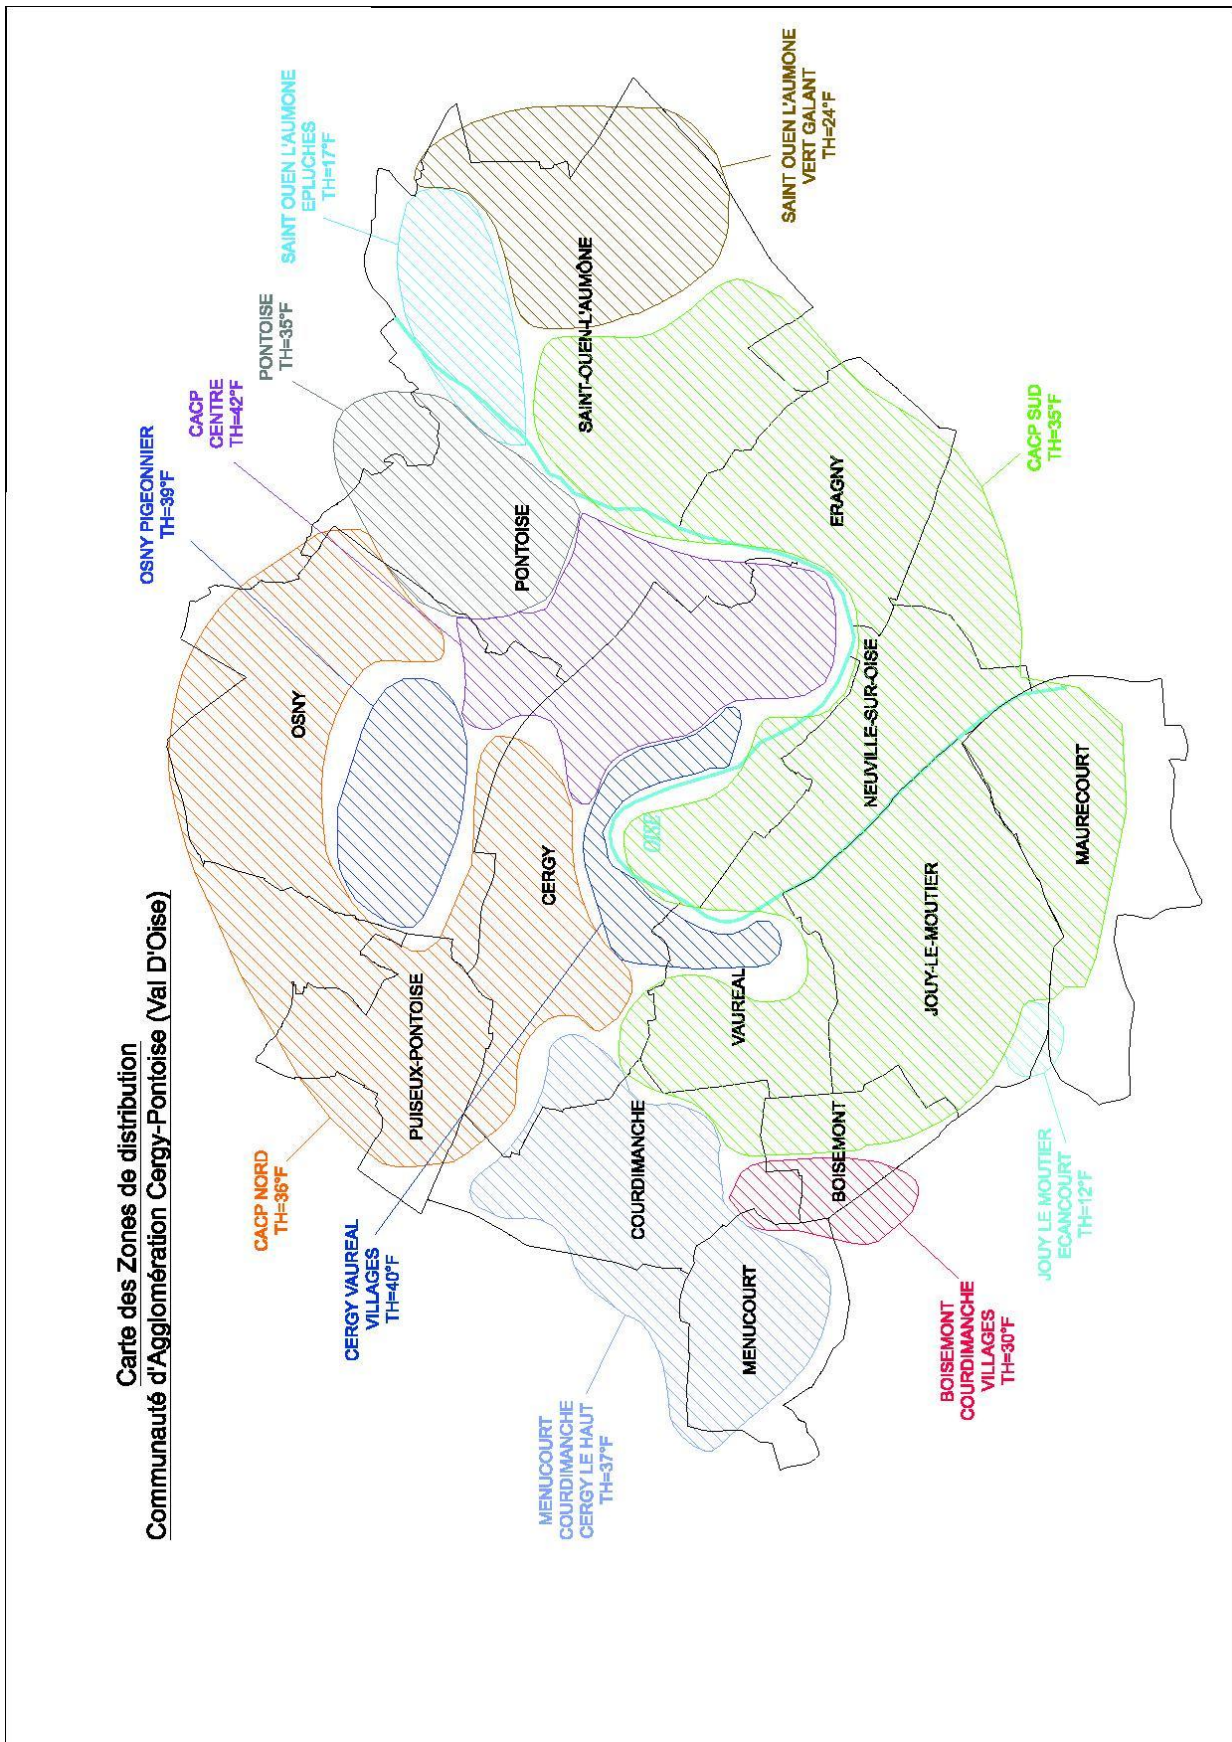 Carte des Zones de distribution
Communauté d'Agglomération Cergy-Pontoise (Val D'Oise)
CACP NORD
TH=36°F
OSNY PIGEONNIER
TH=39°F
CACP
CENTRE
TH=42°F
PONTOISE
TH=35°F
SAINT OUEN L'AUMONE
EPLUCHES
TH=17°F
CERGY VAUREAL
VILLAGES
TH=40°F
OSNY
PUISEUX-PONTOISE
CERGY
PONTOISE
SAINT-OUEN-L'AUMÔNE
MENUCOURT
COURDIMANCHE
CERGY LE HAUT
TH=37°F
COURDIMANCHE
OISE
MENUCOURT
VAUREAL
BOISEMONT
NEUVILLE-SUR-OISE
ERAGNY
SAINT OUEN L'AUMONE
VERT GALANT
TH=24°F
JOUY-LE-MOUTIER
BOISEMONT
COURDIMANCHE
VILLAGES
TH=30°F
JOUY LE MOUTIER
ECANCOURT
TH=12°F
MAURECOURT
CACP SUD
TH=35°F